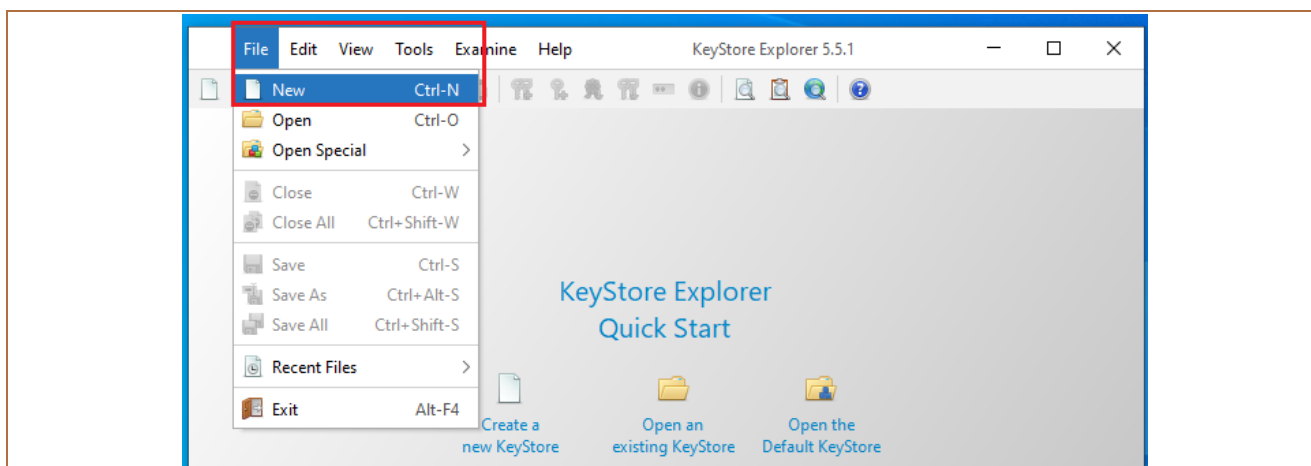 File Edit View Tools Examine Help KeyStore Explorer 5.5.1
New Ctrl-N
Open Ctrl-O
Open Special
Close Ctrl-W
Close All Ctrl+Shift-W
Save Ctrl-S
Save As Ctrl+Alt-S
Save All Ctrl+Shift-S
Recent Files
Exit Alt-F4
KeyStore Explorer
Quick Start
Create a
new KeyStore
Open an
existing KeyStore
Open the
Default KeyStore